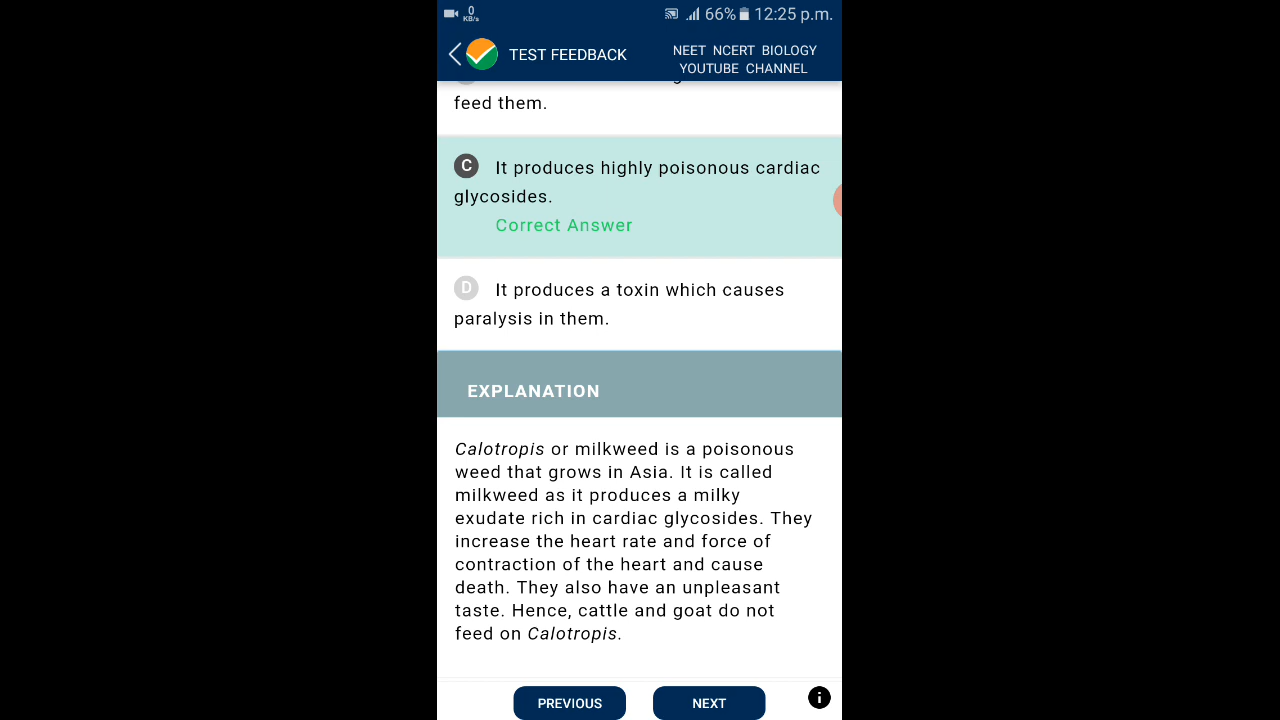 0
KB/s
66% 12:25 p.m.
TEST FEEDBACK
NEET NCERT BIOLOGY
YOUTUBE CHANNEL
feed them.
C It produces highly poisonous cardiac
glycosides.
Correct Answer
D It produces a toxin which causes
paralysis in them.
EXPLANATION
Calotropis or milkweed is a poisonous
weed that grows in Asia. It is called
milkweed as it produces a milky
exudate rich in cardiac glycosides. They
increase the heart rate and force of
contraction of the heart and cause
death. They also have an unpleasant
taste. Hence, cattle and goat do not
feed on Calotropis.
PREVIOUS
NEXT
i